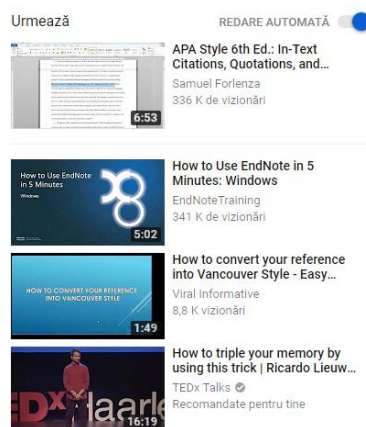 Urmează
REDARE AUTOMATĂ
APA Style 6th Ed.: In-Text
Citations, Quotations, and...
Samuel Forlenza
336 K de vizionări
6:53
How to Use EndNote in 5
Minutes: Windows
EndNoteTraining
341 K de vizionări
How to Use EndNote
in 5 Minutes
Windows
5:02
How to convert your reference
into Vancouver Style - Easy...
Viral Informative
8,8 K vizionări
HOW TO CONVERT YOUR REFERENCE
INTO VANCOUVER STYLE
1:49
How to triple your memory by
using this trick | Ricardo Lieuw...
TEDx Talks
Recomandate pentru tine
EDx Haarle
16:19